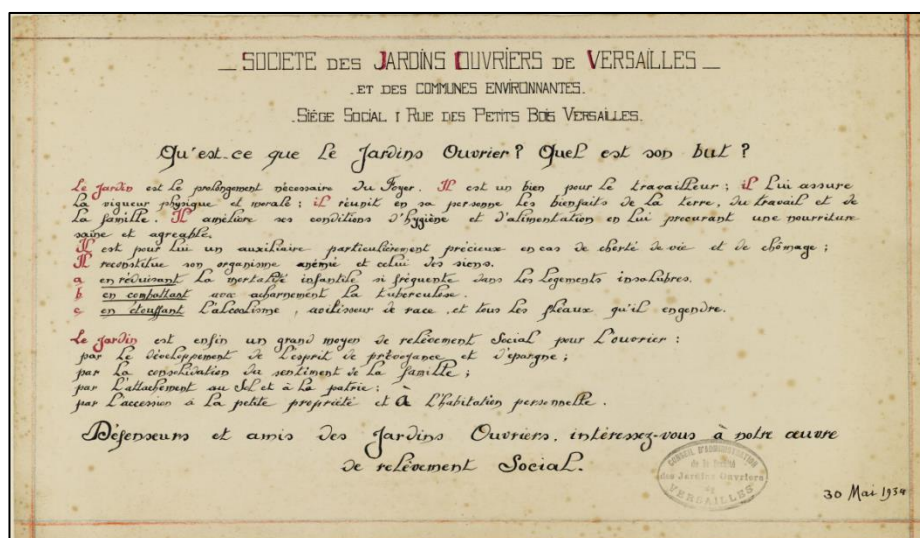 _ SOCIETE DES JARDINS OUVRIERS DE VERSAILLES _
. ET DES COMMUNES ENVIRONNANTES.
. SIÈGE SOCIAL 1 RUE DES PETITS BOIS VERSAILLES.
Qu'est-ce que Le Jardins Ouvrier ? Quel est son but ?
Le Jardin est Le prolongement nécessaire du Foyer. Il est un bien pour Le travailleur ; il Lui assure
La vigueur physique et morale ; il réunit en sa personne Les bienfaits de La terre, du travail et de
La famille. Il améliore ses conditions d'hygiène et d'alimentation en Lui procurant une nourriture
saine et agreable.
Il est pour Lui un auxiliaire particulièrement précieux en cas de cherté de vie et de chômage ;
Il reconstitue son organisme anémié et celui des siens.
a en réduisant La mortalité infantile si fréquente dans Les Logements insalubres.
b en combattant avec acharnement La tuberculose.
c en étouffant L'alcoolisme, avilisseur de race, et tous Les fléaux qu'il engendre.
Le Jardin est enfin un grand moyen de relèvement Social pour L'ouvrier :
par Le développement de L'esprit de prévoyance et d'épargne ;
par La consolidation du sentiment de La famille ;
par L'attachement au Sol et à La patrie ;
par L'accession à La petite propriété et à L'habitation personnelle.
Défenseurs et amis des Jardins Ouvriers, intéressez-vous à notre œuvre
de relèvement Social.
CONSEIL D'ADMINISTRATION
de la Société
des Jardins Ouvriers
de
VERSAILLES
30 Mai 1934